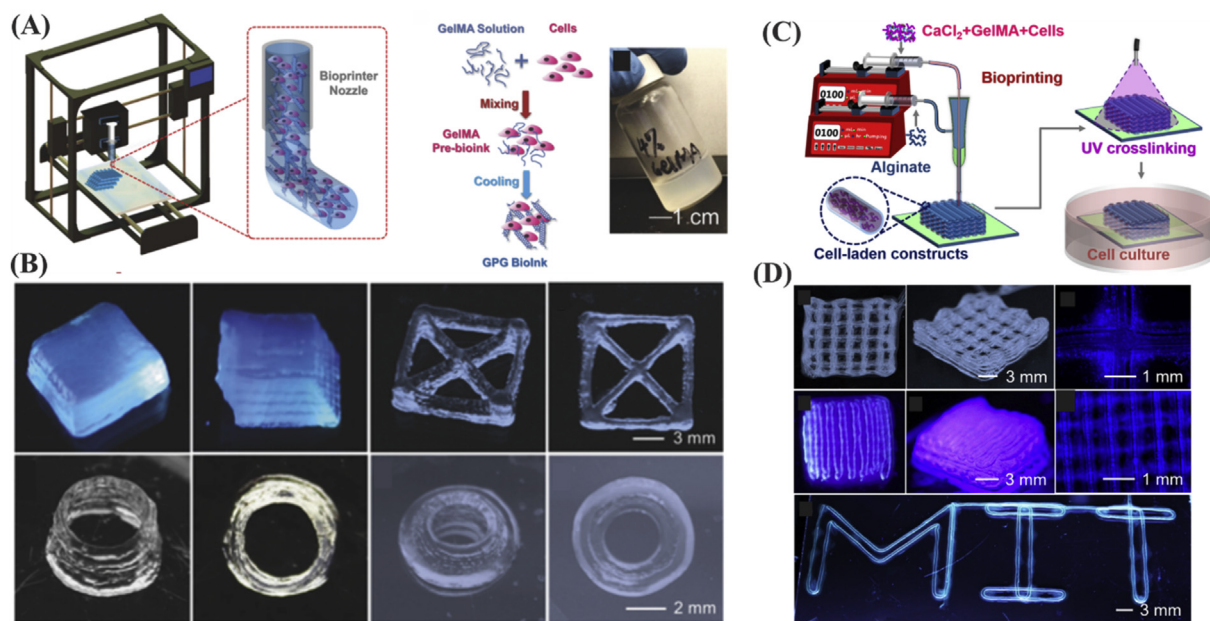 (A)
Bioprinter
Nozzle
GelMA Solution
Cells
+
Mixing
GelMA
Pre-bioink
Cooling
GPG BioInk
4%
GelMA
1 cm
(B)
3 mm
2 mm
(C)
CaCl₂+GelMA+Cells
Bioprinting
0100
0100
Pumping
Alginate
UV crosslinking
Cell-laden constructs
Cell culture
(D)
3 mm
1 mm
3 mm
1 mm
MIT
3 mm